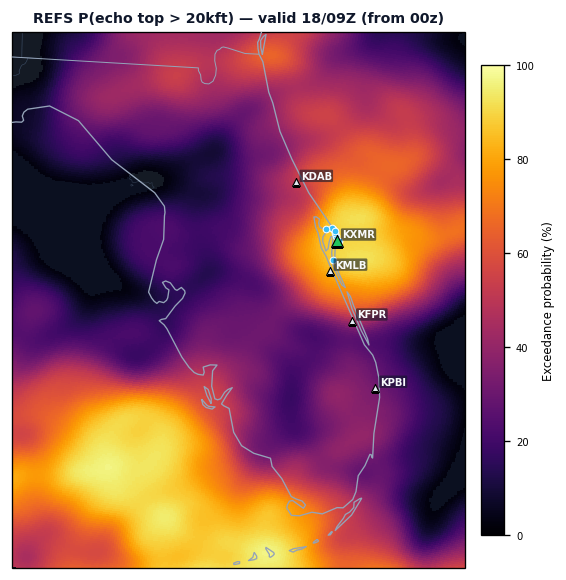 REFS P(echo top > 20kft) — valid 18/09Z (from 00z)
KDAB
KXMR
KMLB
KFPR
KPBI
100
80
60
40
20
0
Exceedance probability (%)